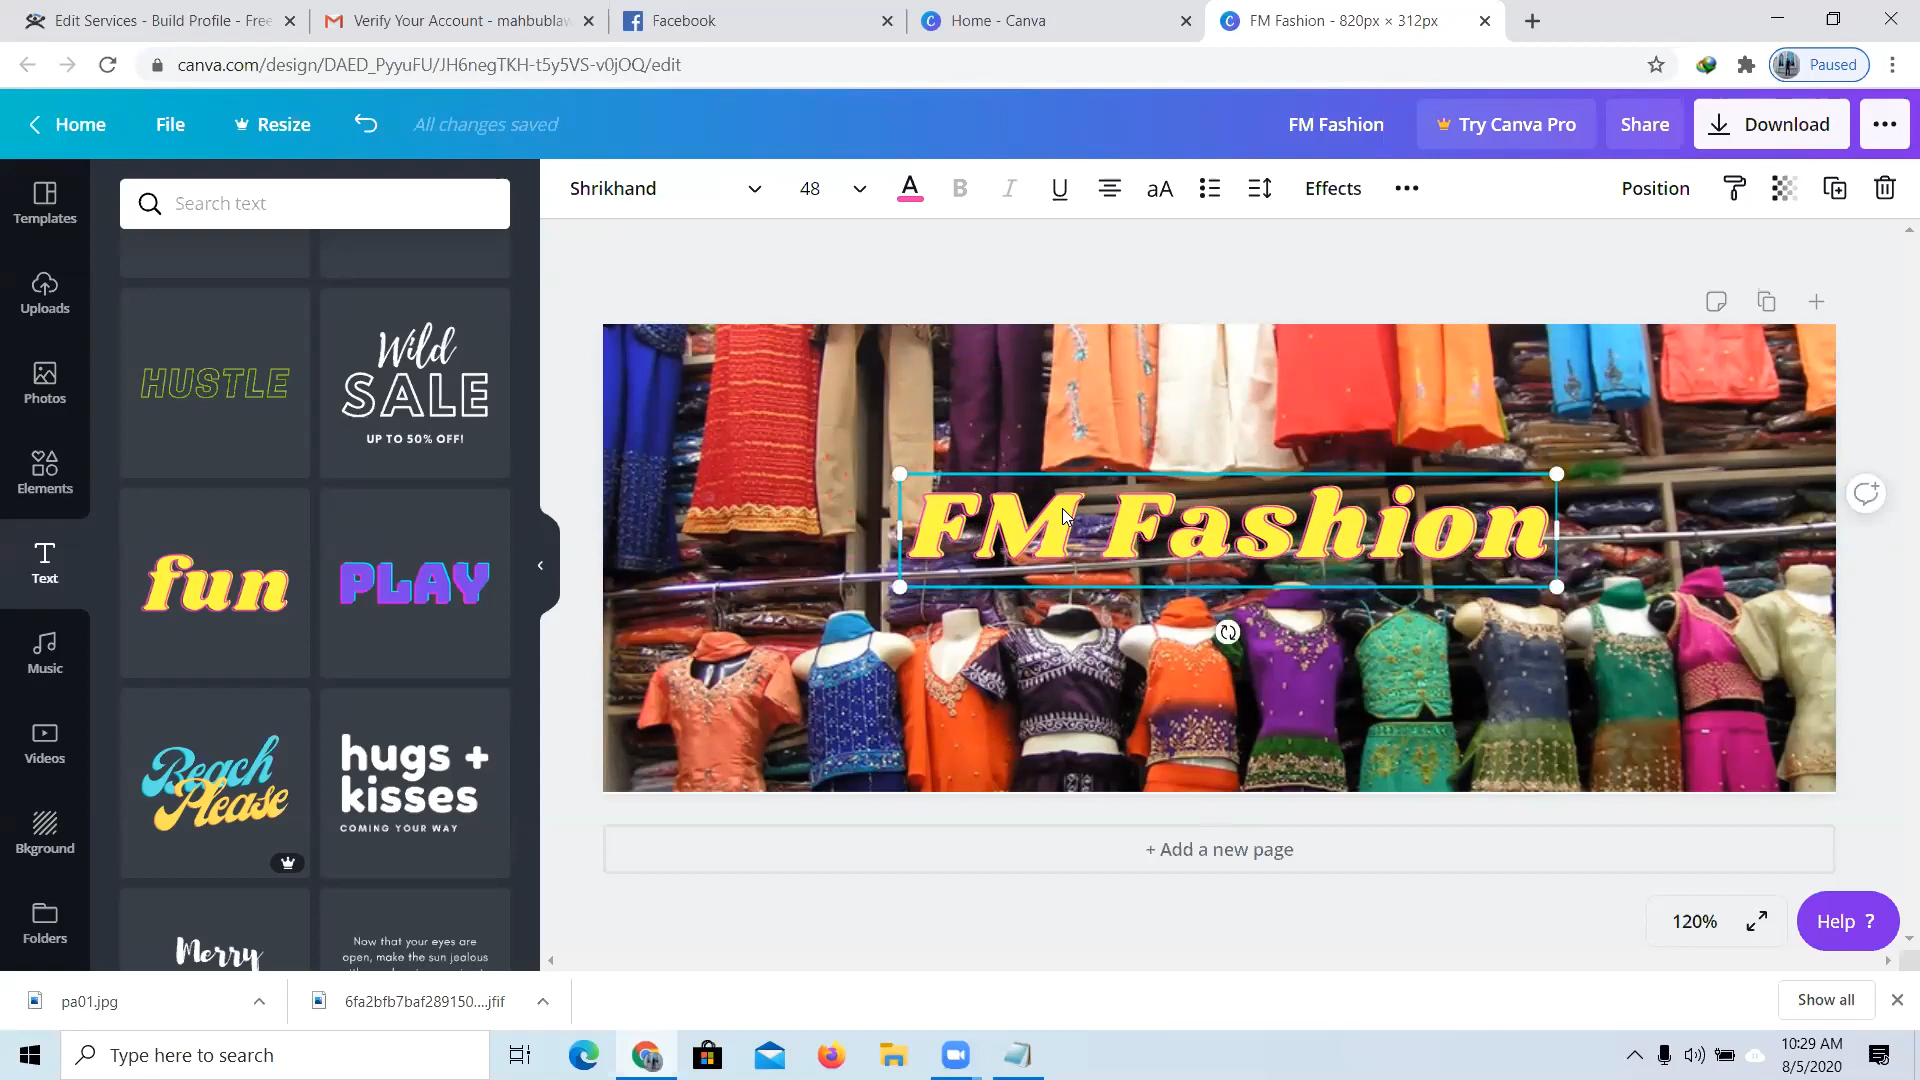 Edit Services - Build Profile - Free
Verify Your Account - mahbublaw
Facebook
Home - Canva
FM Fashion - 820px × 312px
canva.com/design/DAED_PyyuFU/JH6negTKH-t5y5VS-v0jOQ/edit
Paused
Home
File
Resize
All changes saved
FM Fashion
Try Canva Pro
Share
Download
Templates
Uploads
Photos
Elements
Text
Music
Videos
Bkground
Folders
Search text
Shrikhand
48
A
B
I
U
aA
Effects
Position
HUSTLE
Wild
SALE
UP TO 50% OFF!
fun
PLAY
Beach
Please
hugs +
kisses
COMING YOUR WAY
Merry
Now that your eyes are
open, make the sun jealous
FM Fashion
+ Add a new page
120%
Help ?
pa01.jpg
6fa2bfb7baf289150....jfif
Show all
Type here to search
10:29 AM
8/5/2020